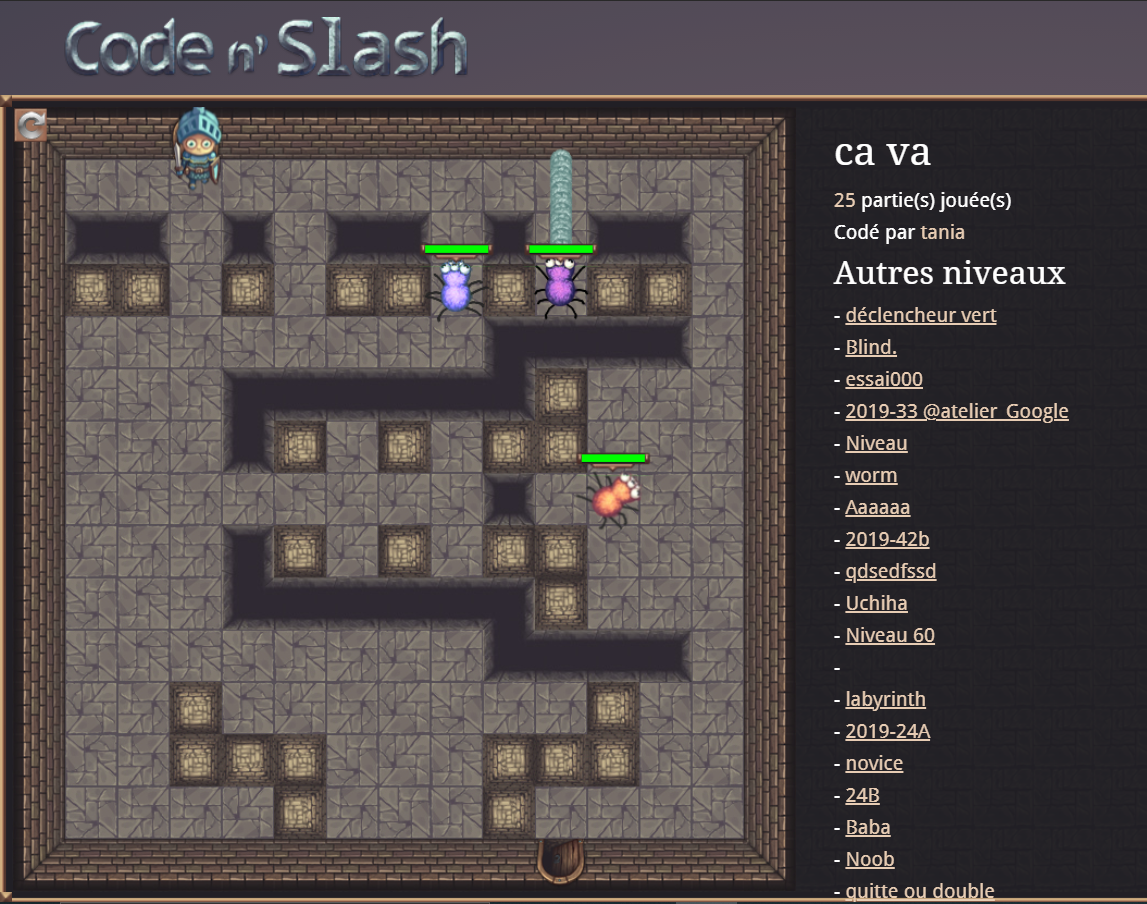 Code n' Slash
ca va
25 partie(s) jouée(s)
Codé par tania
Autres niveaux
- déclencheur vert
- Blind.
- essai000
- 2019-33 @atelier_Google
- Niveau
- worm
- Aaaaaa
- 2019-42b
- qdsedfssd
- Uchiha
- Niveau 60
-
- labyrinth
- 2019-24A
- novice
- 24B
- Baba
- Noob
- quitte ou double